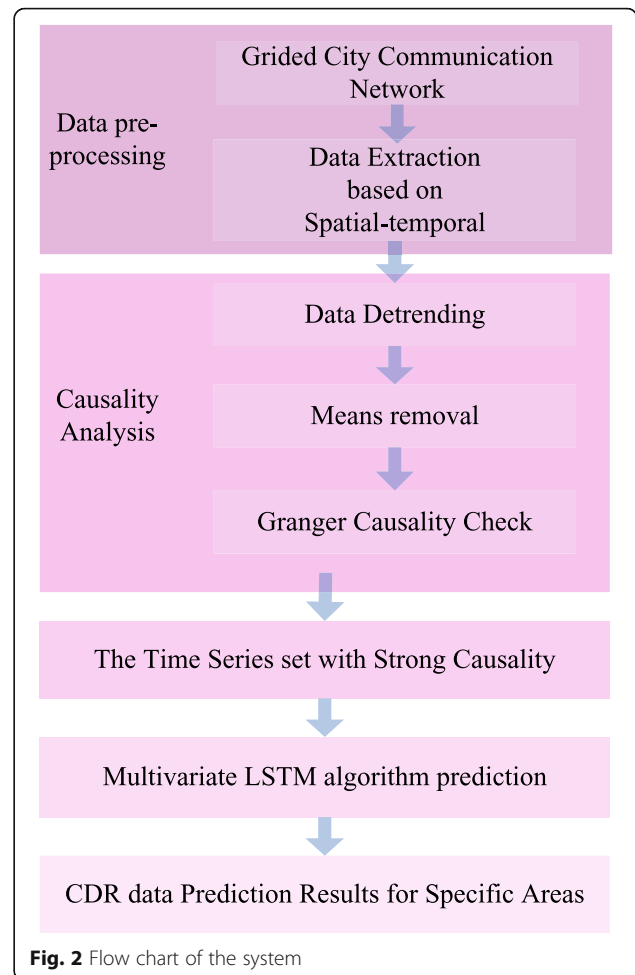 Data pre-
processing
Grided City Communication
Network
Data Extraction
based on
Spatial-temporal
Causality
Analysis
Data Detrending
Means removal
Granger Causality Check
The Time Series set with Strong Causality
Multivariate LSTM algorithm prediction
CDR data Prediction Results for Specific Areas
Fig. 2 Flow chart of the system